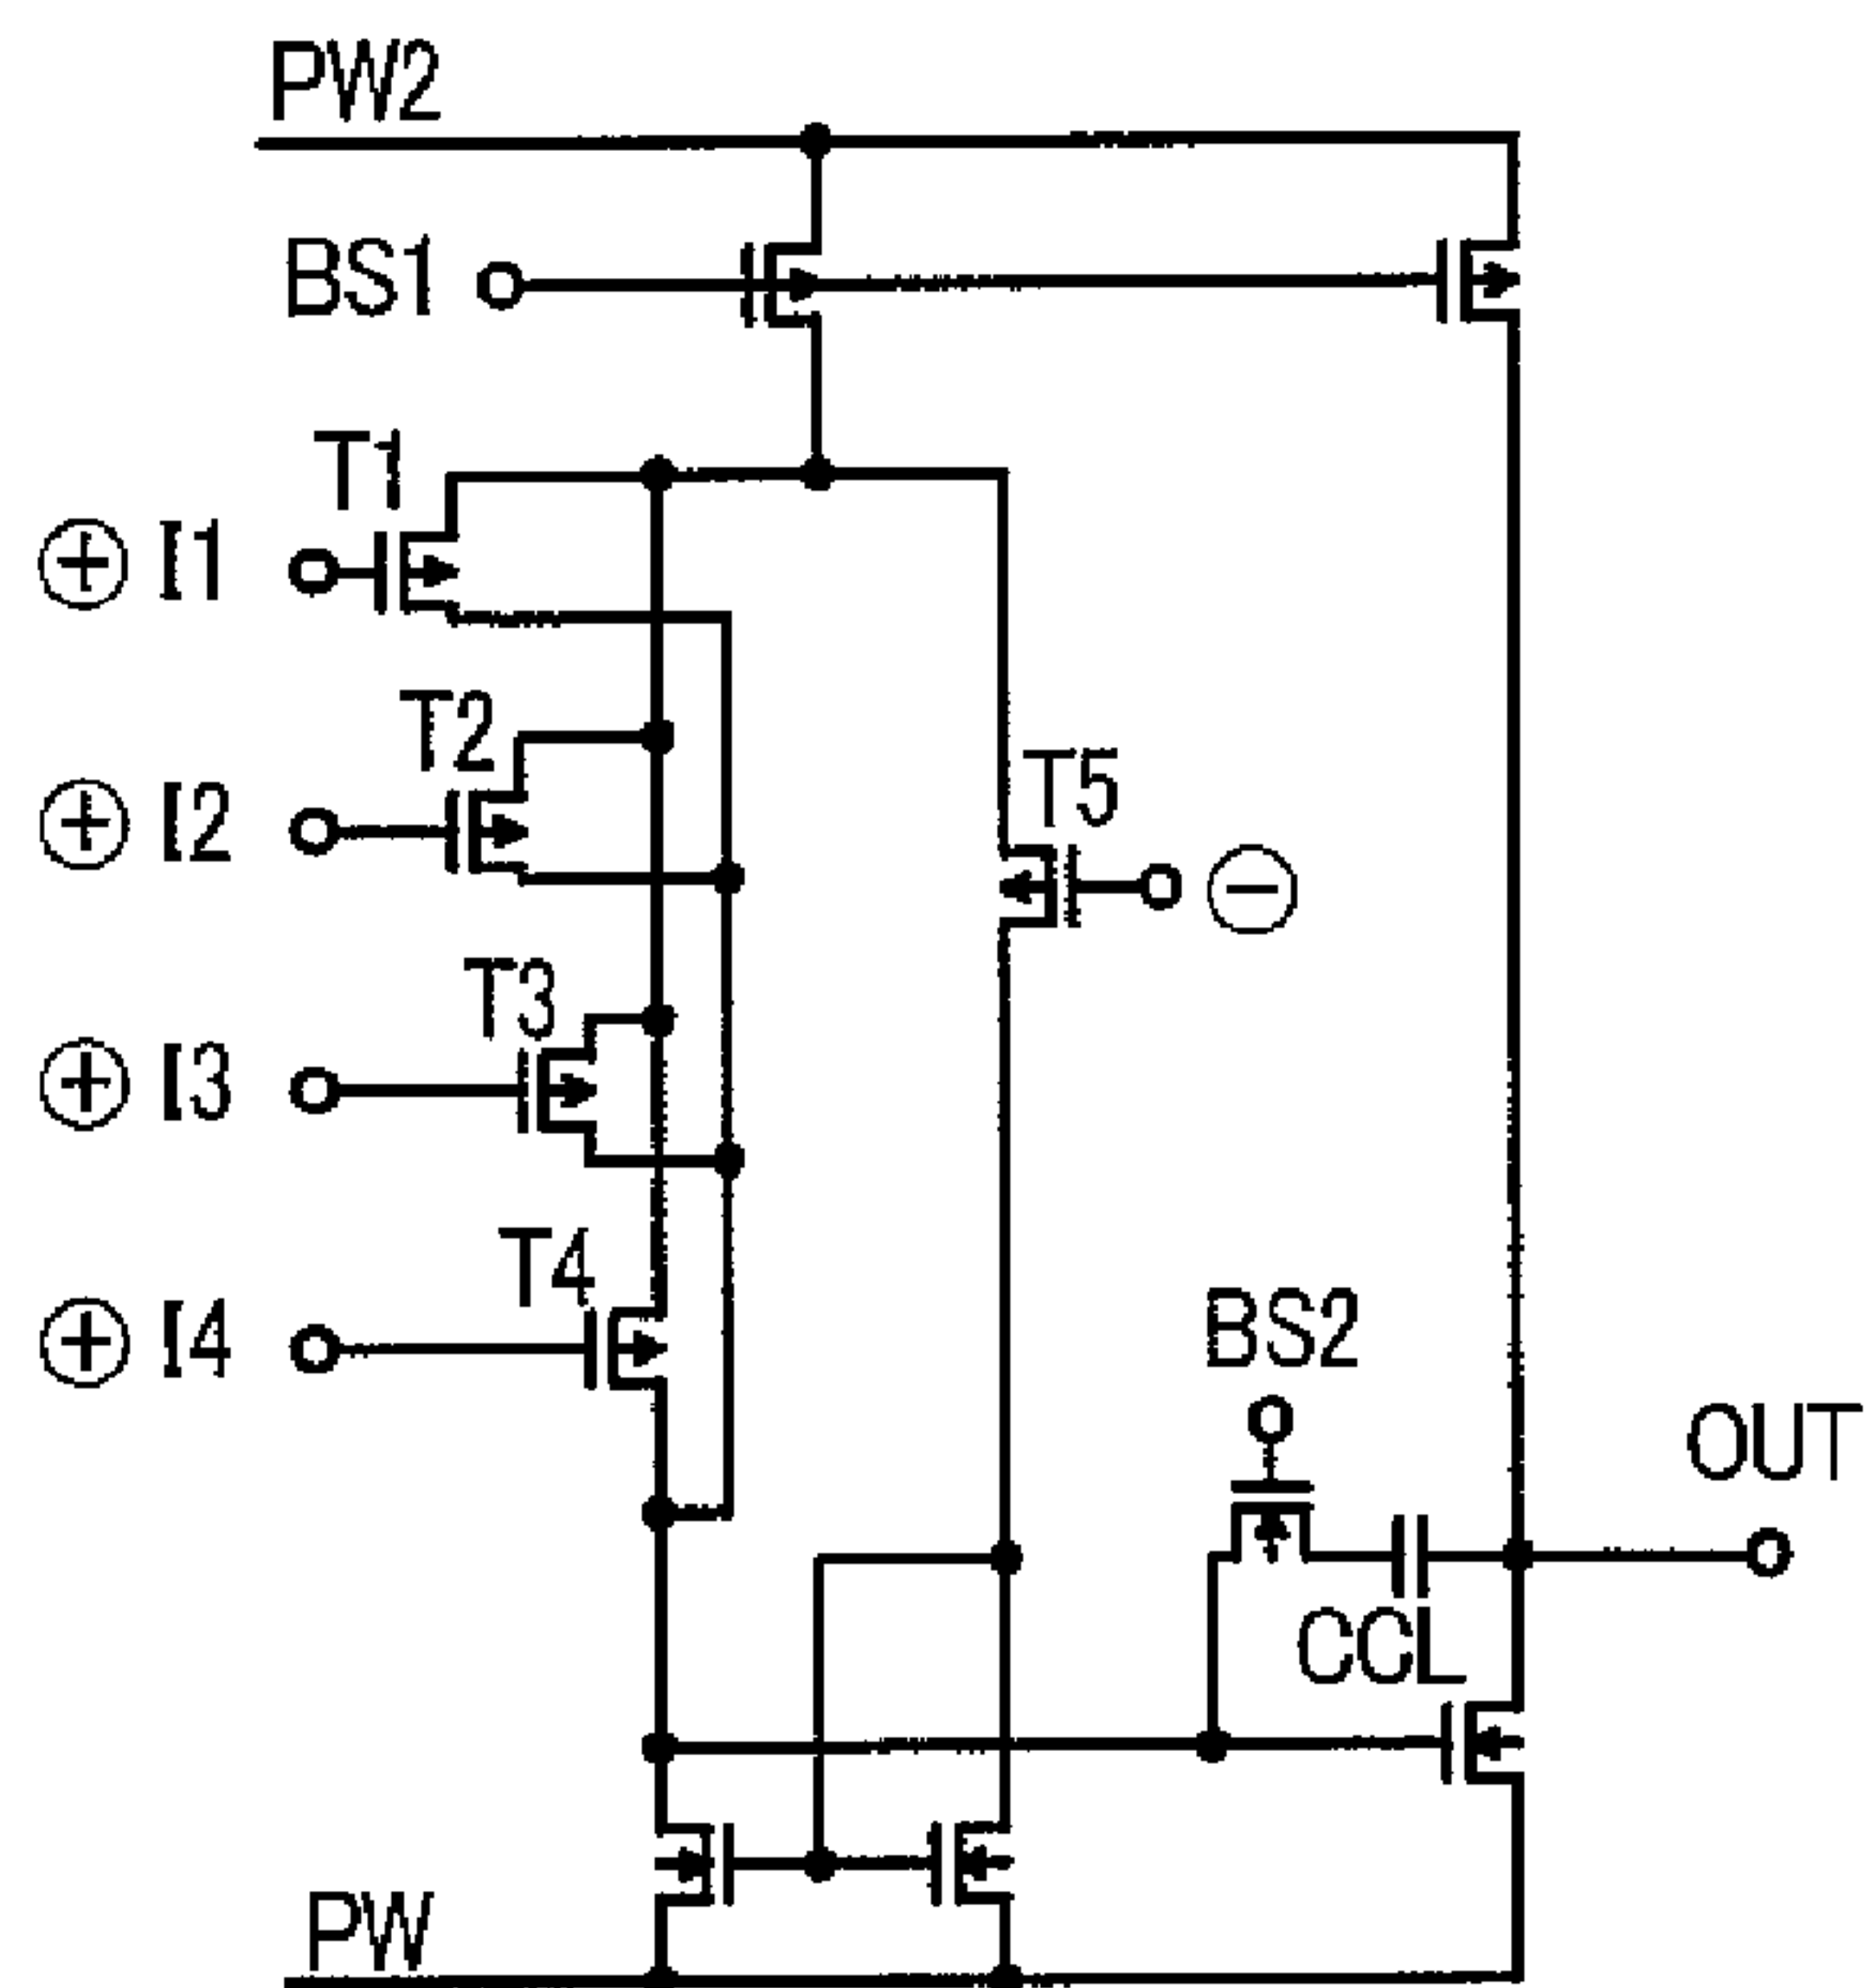 PW2
BS1
T1
⊕ I1
T2
⊕ I2
T5
⊖
T3
⊕ I3
T4
⊕ I4
BS2
OUT
CCL
PW